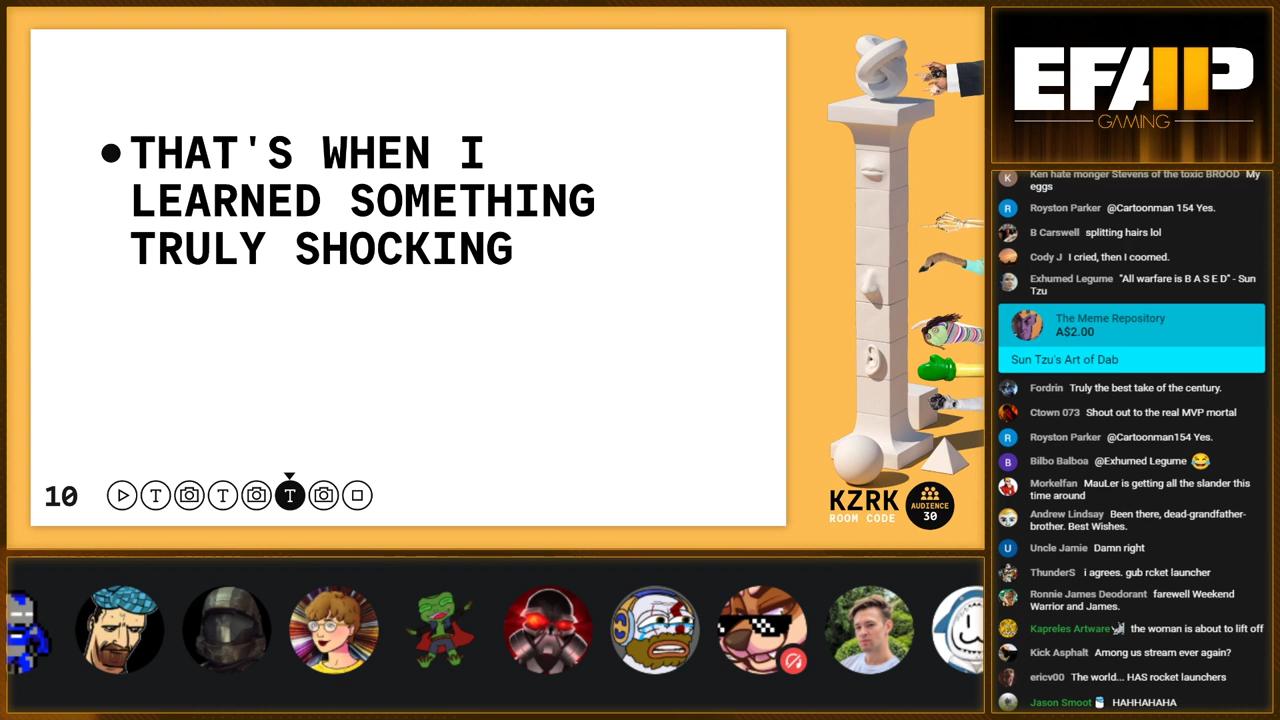 THAT'S WHEN I
LEARNED SOMETHING
TRULY SHOCKING
10
T
T
T
KZRK
ROOM CODE
AUDIENCE
30
EFAP
GAMING
K Ken hate monger Stevens of the toxic BROOD My
eggs
R Royston Parker @Cartoonman 154 Yes.
B Carswell splitting hairs lol
Cody J I cried, then I coomed.
Exhumed Legume "All warfare is B A S E D" - Sun
Tzu
The Meme Repository
A$2.00
Sun Tzu's Art of Dab
Fordrin Truly the best take of the century.
Ctown 073 Shout out to the real MVP mortal
R Royston Parker @Cartoonman154 Yes.
B Bilbo Balboa @Exhumed Legume 😂
Morkelfan MauLer is getting all the slander this
time around
Andrew Lindsay Been there, dead-grandfather-
brother. Best Wishes.
U Uncle Jamie Damn right
ThunderS i agrees. gub rcket launcher
Ronnie James Deodorant farewell Weekend
Warrior and James.
Kapreles Artware the woman is about to lift off
Kick Asphalt Among us stream ever again?
ericv00 The world... HAS rocket launchers
Jason Smoot HAHHAHAHA